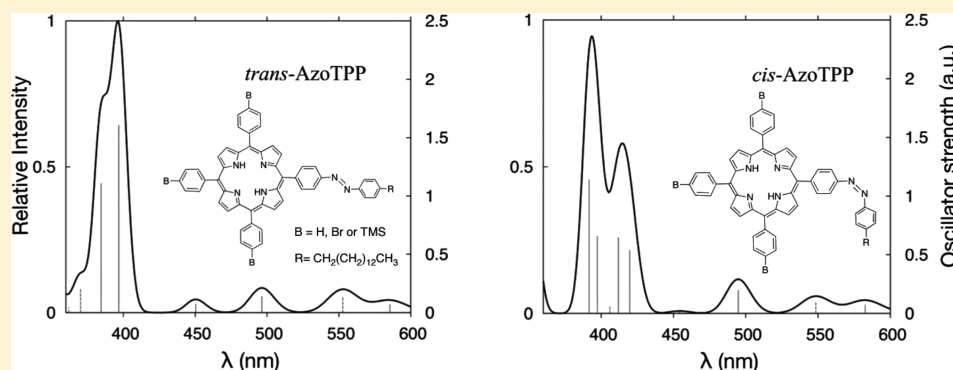 Relative Intensity
1
0.5
0
trans-AzoTPP
B
NH
N
N
HN
B
N
N
R
B
B = H, Br or TMS
R= CH2(CH2)12CH3
2.5
2
1.5
1
0.5
0
400
450
500
550
600
λ (nm)
1
0.5
0
cis-AzoTPP
B
NH
N
N
HN
B
N
N
R
B
2.5
2
1.5
1
0.5
0
Oscillator strength (a.u.)
400
450
500
550
600
λ (nm)